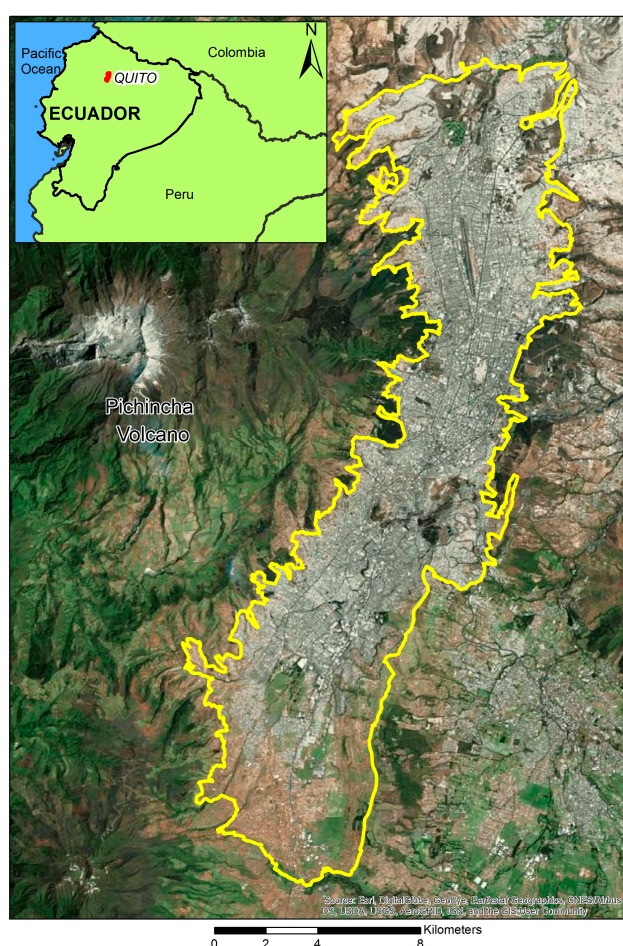 N
Pacific
Ocean
Colombia
QUITO
ECUADOR
Peru
Pichincha
Volcano
Source: Esri, DigitalGlobe, GeoEye, Earthstar Geographics, CNES/Airbus
DS, USDA, USGS, AeroGRID, IGN, and the GIS User Community
Kilometers
0 2 4 8